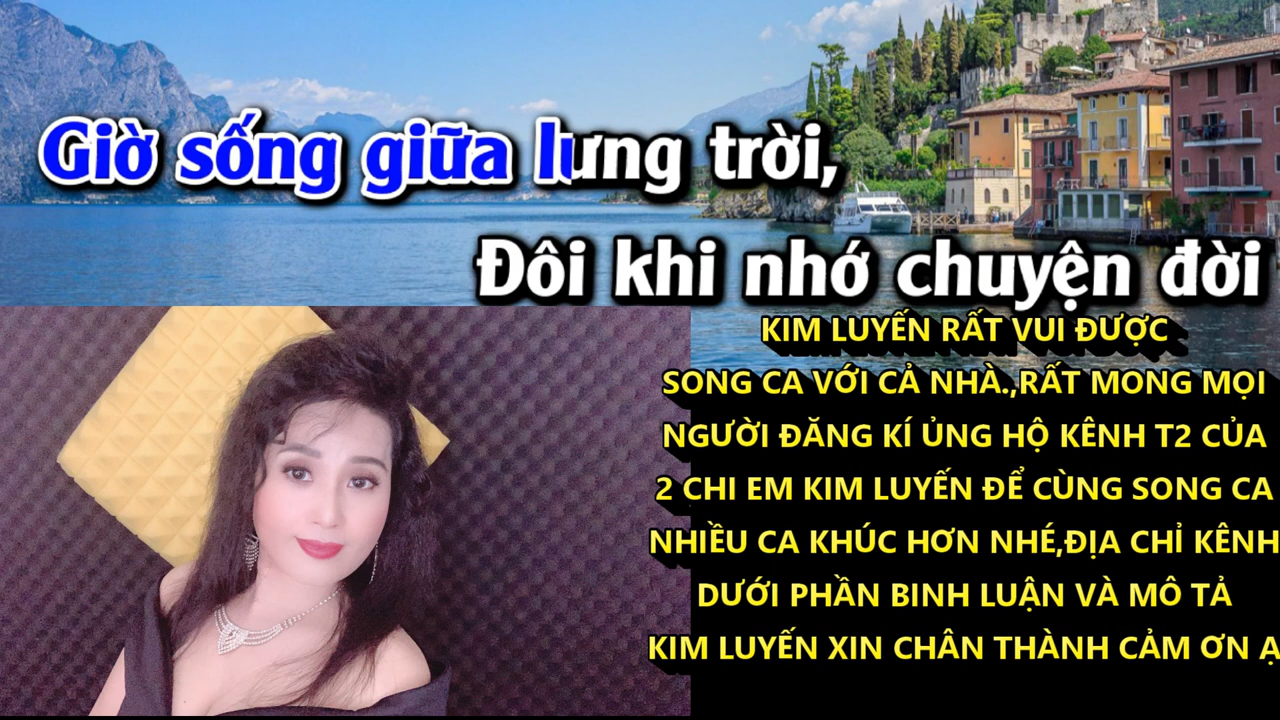 Giờ sống giữa lưng trời,
Đôi khi nhớ chuyện đời
KIM LUYẾN RẤT VUI ĐƯỢC
SONG CA VỚI CẢ NHÀ.,RẤT MONG MỌI
NGƯỜI ĐĂNG KÍ ỦNG HỘ KÊNH T2 CỦA
2 CHI EM KIM LUYẾN ĐỂ CÙNG SONG CA
NHIỀU CA KHÚC HƠN NHÉ,ĐỊA CHỈ KÊNH
DƯỚI PHẦN BINH LUẬN VÀ MÔ TẢ
KIM LUYẾN XIN CHÂN THÀNH CẢM ƠN Ạ